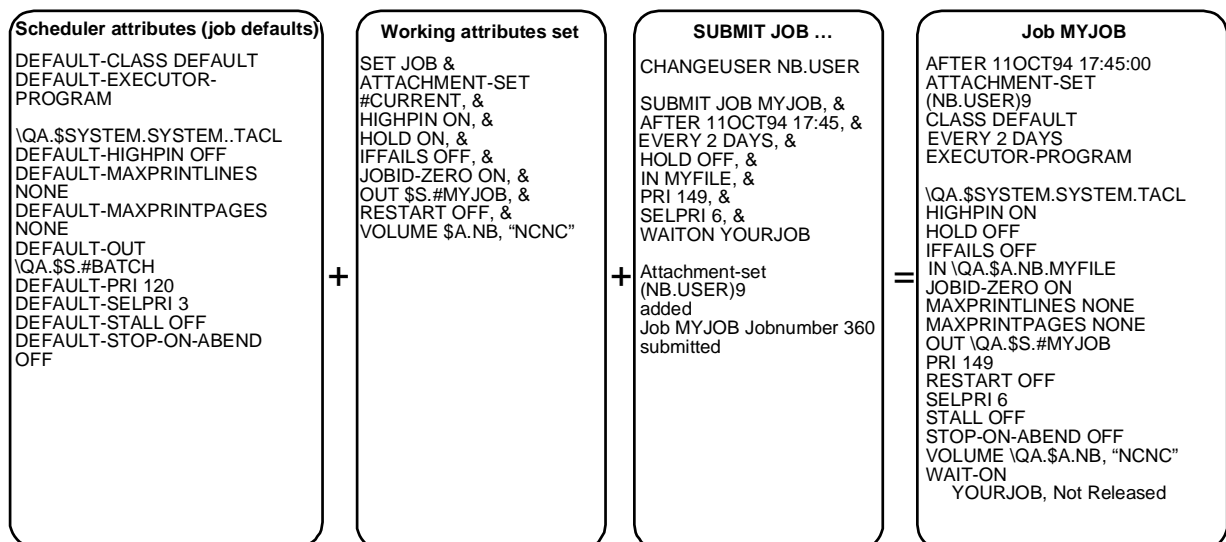 Scheduler attributes (job defaults)
DEFAULT-CLASS DEFAULT
DEFAULT-EXECUTOR-
PROGRAM
\QA.$SYSTEM.SYSTEM..TACL
DEFAULT-HIGHPIN OFF
DEFAULT-MAXPRINTLINES
NONE
DEFAULT-MAXPRINTPAGES
NONE
DEFAULT-OUT
\QA.$S.#BATCH
DEFAULT-PRI 120
DEFAULT-SELPRI 3
DEFAULT-STALL OFF
DEFAULT-STOP-ON-ABEND
OFF
+
Working attributes set
SET JOB &
ATTACHMENT-SET
#CURRENT, &
HIGHPIN ON, &
HOLD ON, &
IFFAILS OFF, &
JOBID-ZERO ON, &
OUT $S.#MYJOB, &
RESTART OFF, &
VOLUME $A.NB, “NCNC”
+
SUBMIT JOB …
CHANGEUSER NB.USER
SUBMIT JOB MYJOB, &
AFTER 11OCT94 17:45, &
EVERY 2 DAYS, &
HOLD OFF, &
IN MYFILE, &
PRI 149, &
SELPRI 6, &
WAITON YOURJOB
Attachment-set
(NB.USER)9
added
Job MYJOB Jobnumber 360
submitted
=
Job MYJOB
AFTER 11OCT94 17:45:00
ATTACHMENT-SET
(NB.USER)9
CLASS DEFAULT
EVERY 2 DAYS
EXECUTOR-PROGRAM
\QA.$SYSTEM.SYSTEM.TACL
HIGHPIN ON
HOLD OFF
IFFAILS OFF
IN \QA.$A.NB.MYFILE
JOBID-ZERO ON
MAXPRINTLINES NONE
MAXPRINTPAGES NONE
OUT \QA.$S.#MYJOB
PRI 149
RESTART OFF
SELPRI 6
STALL OFF
STOP-ON-ABEND OFF
VOLUME \QA.$A.NB, “NCNC”
WAIT-ON
YOURJOB, Not Released